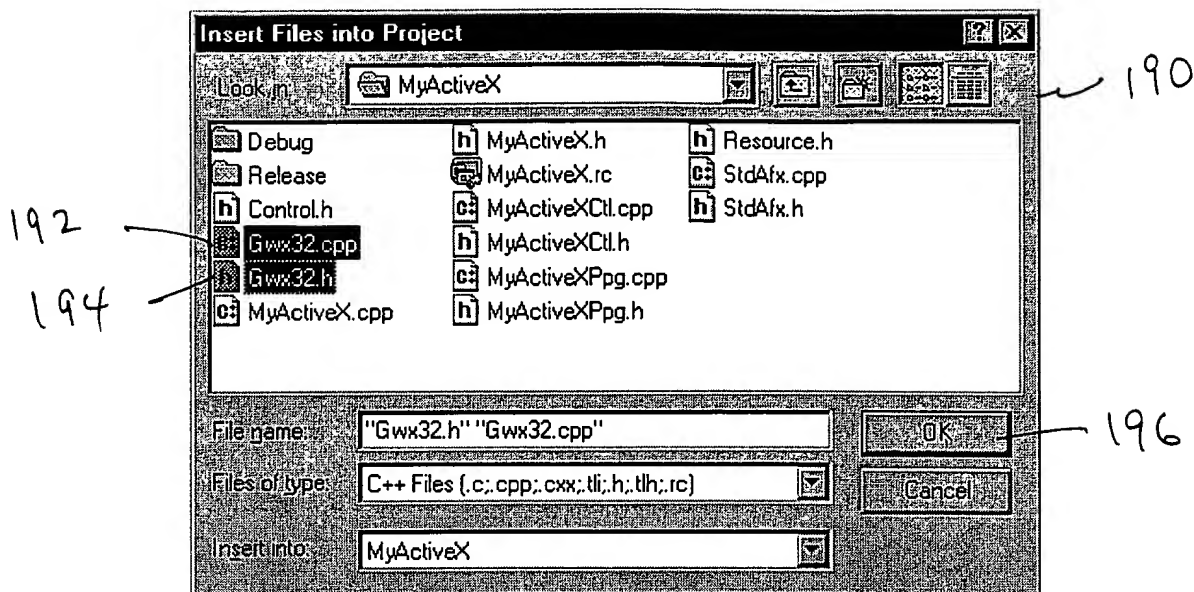 Insert Files into Project
Look in: MyActiveX
190
Debug
Release
Control.h
Gwx32.cpp
Gwx32.h
MyActiveX.cpp
MyActiveX.h
MyActiveX.rc
MyActiveXCtl.cpp
MyActiveXCtl.h
MyActiveXPpg.cpp
MyActiveXPpg.h
Resource.h
StdAfx.cpp
StdAfx.h
192
194
File name: "Gwx32.h" "Gwx32.cpp"
OK
196
Files of type: C++ Files (.c;.cpp;.cxx;.tli;.h;.tlh;.rc)
Cancel
Insert into: MyActiveX